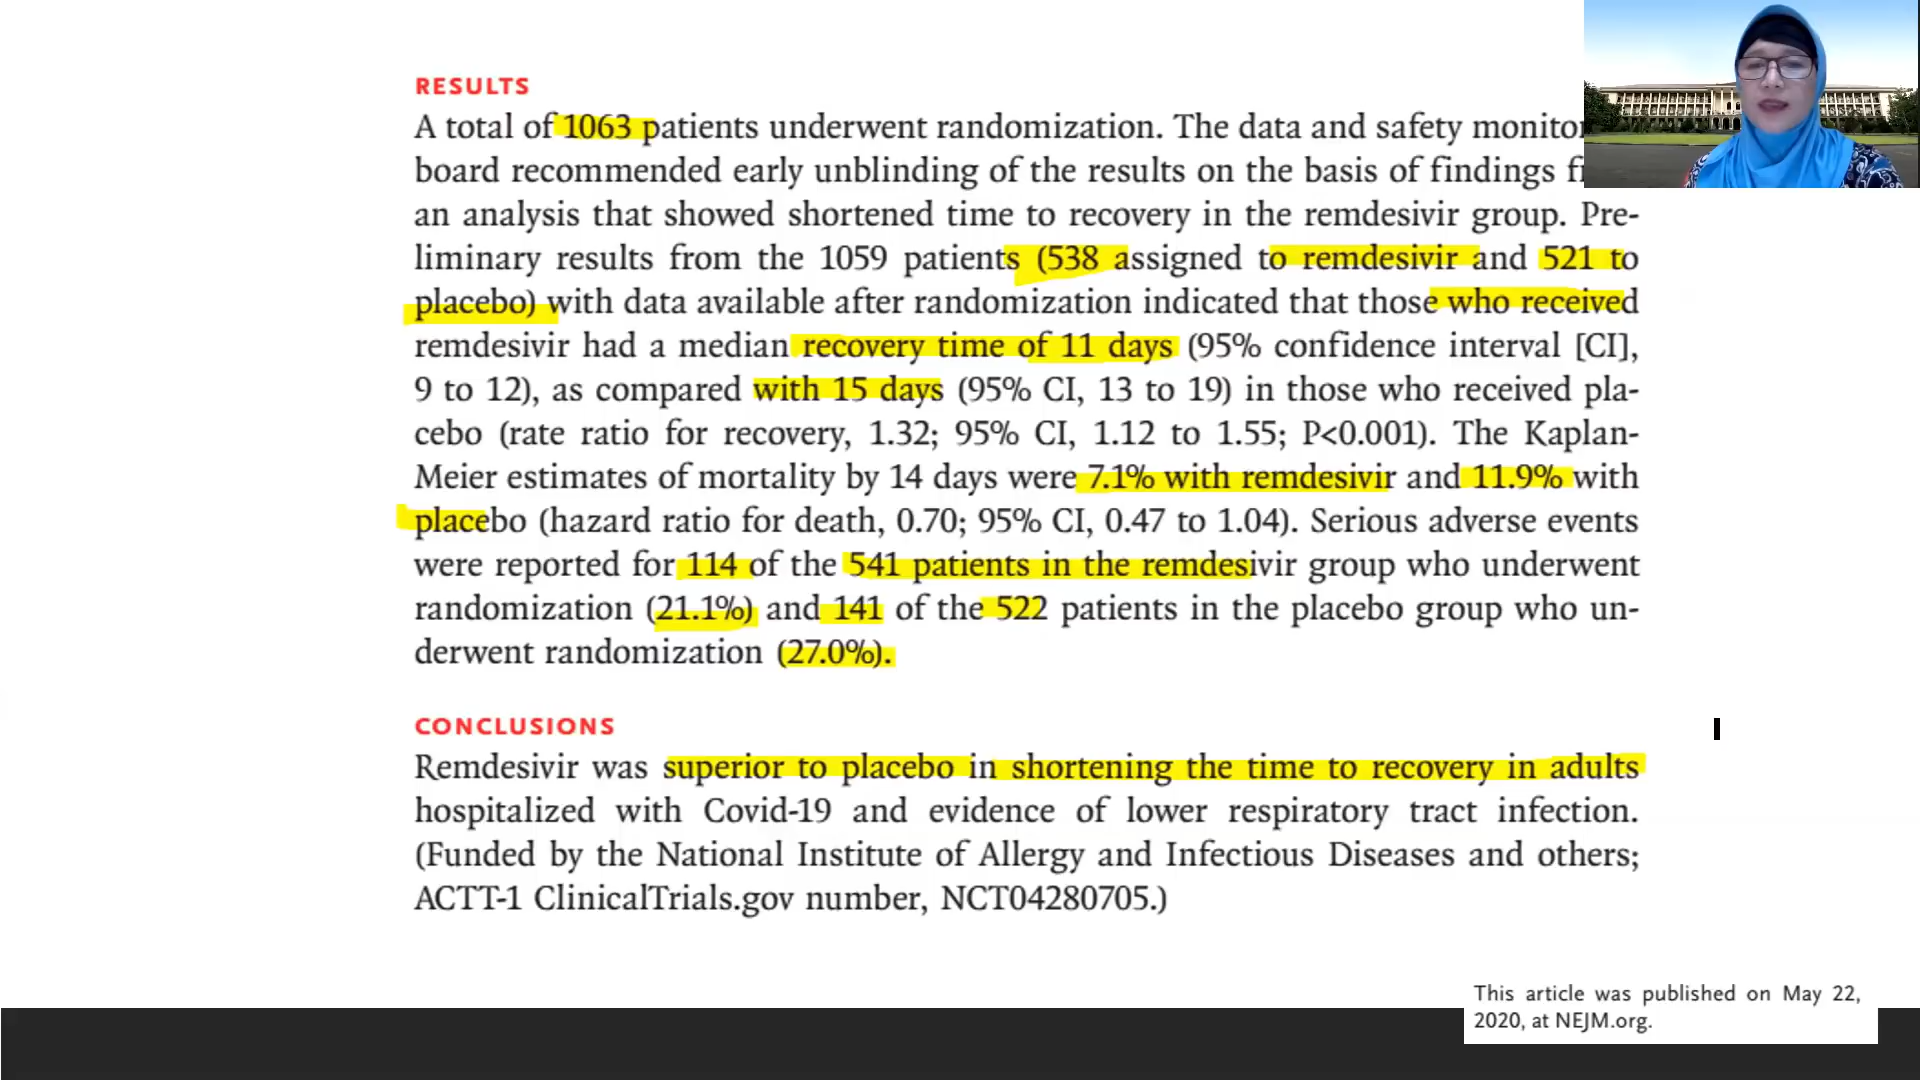 RESULTS
A total of 1063 patients underwent randomization. The data and safety
board recommended early unblinding of the results on the basis of findings
an analysis that showed shortened time to recovery in the remdesivir group. Pre-
liminary results from the 1059 patients (538 assigned to remdesivir and 521 to
placebo) with data available after randomization indicated that those who received
remdesivir had a median recovery time of 11 days (95% confidence interval [CI],
9 to 12), as compared with 15 days (95% CI, 13 to 19) in those who received pla-
cebo (rate ratio for recovery, 1.32; 95% CI, 1.12 to 1.55; P<0.001). The Kaplan-
Meier estimates of mortality by 14 days were 7.1% with remdesivir and 11.9% with
placebo (hazard ratio for death, 0.70; 95% CI, 0.47 to 1.04). Serious adverse events
were reported for 114 of the 541 patients in the remdesivir group who underwent
randomization (21.1%) and 141 of the 522 patients in the placebo group who un-
derwent randomization (27.0%).
CONCLUSIONS
Remdesivir was superior to placebo in shortening the time to recovery in adults
hospitalized with Covid-19 and evidence of lower respiratory tract infection.
(Funded by the National Institute of Allergy and Infectious Diseases and others;
ACTT-1 ClinicalTrials.gov number, NCT04280705.)
This article was published on May 22,
2020, at NEJM.org.